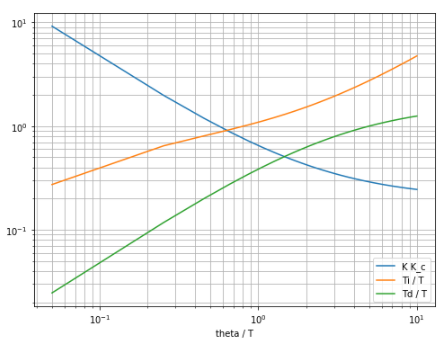 10¹
10⁰
10⁻¹
10⁻¹ 10⁰ 10¹
theta / T
K K_c
Ti / T
Td / T